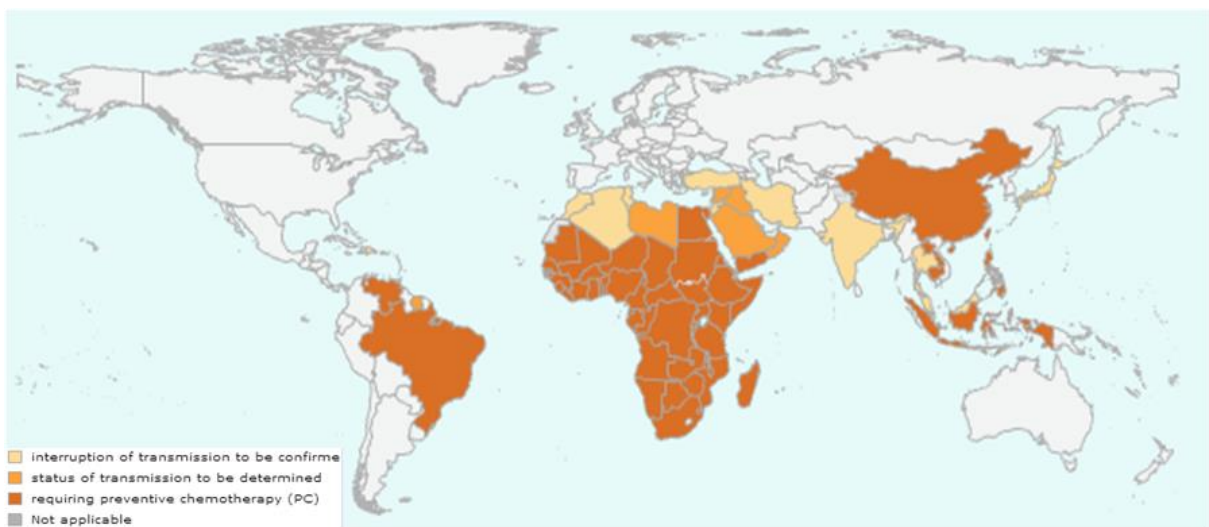 interruption of transmission to be confirme
status of transmission to be determined
requiring preventive chemotherapy (PC)
Not applicable